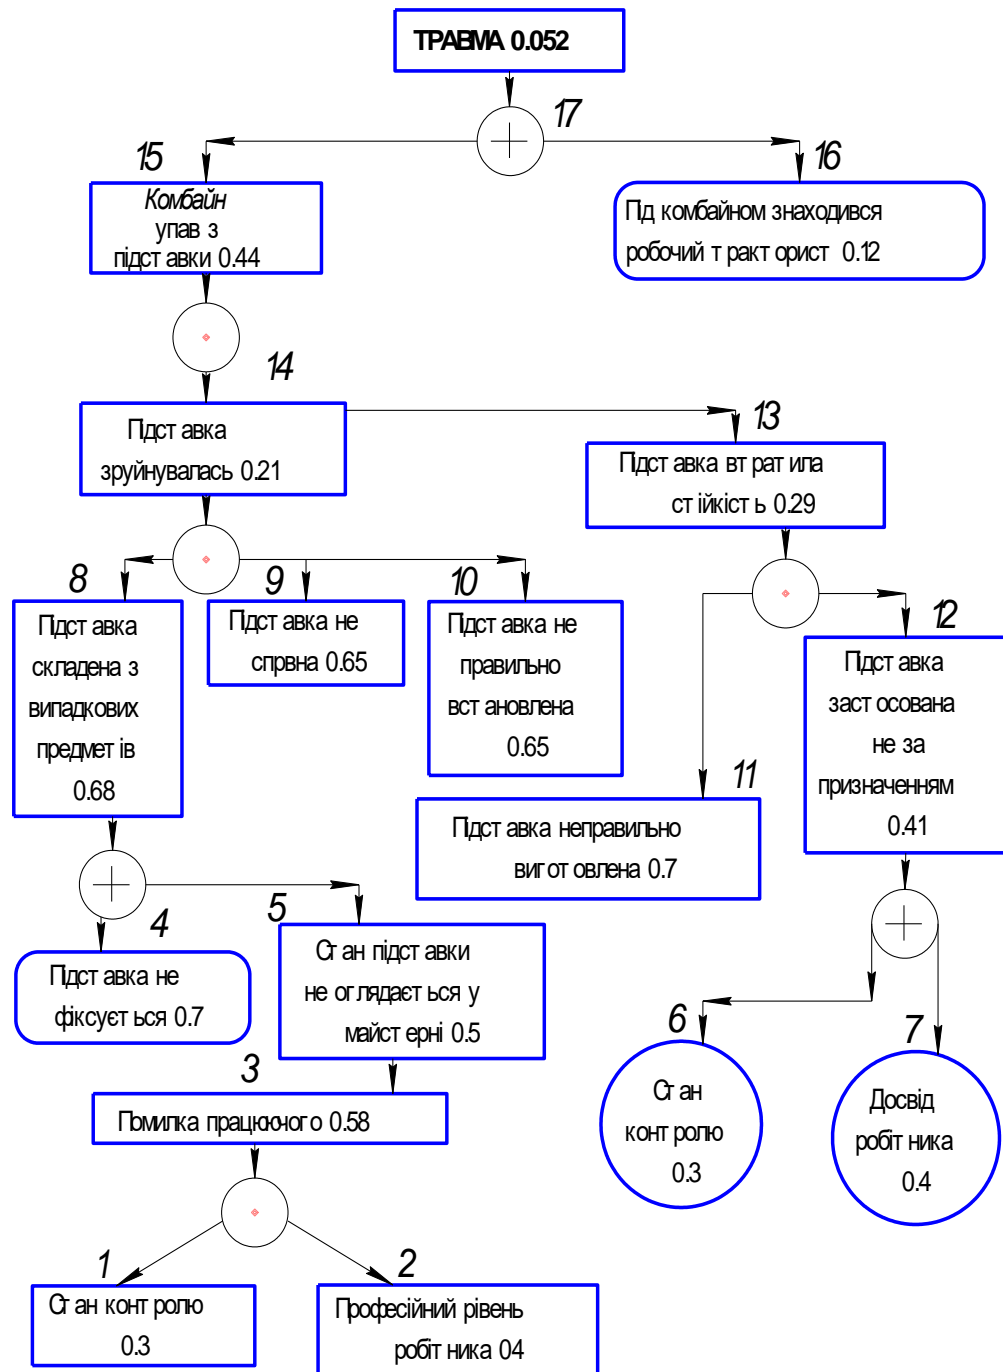 ТРАВМА 0.052
17
15
16
Комбайн
упав з
підставки 0.44
Під комбайном знаходився
робочий тракторист 0.12
14
13
Підставка
зруйнувалась 0.21
Підставка втратила
стійкість 0.29
8
9
10
12
Підставка
складена з
випадкових
предметів
0.68
Підставка не
спрвна 0.65
Підставка не
правильно
встановлена
0.65
Підставка
застосована
не за
призначенням
0.41
11
Підставка неправильно
виготовлена 0.7
4
5
Підставка не
фіксується 0.7
Стан підставки
не оглядається у
майстерні 0.5
6
7
Стан
контролю
0.3
Досвід
робітника
0.4
3
Помилка працюючого 0.58
1
2
Стан контролю
0.3
Професійний рівень
робітника 04